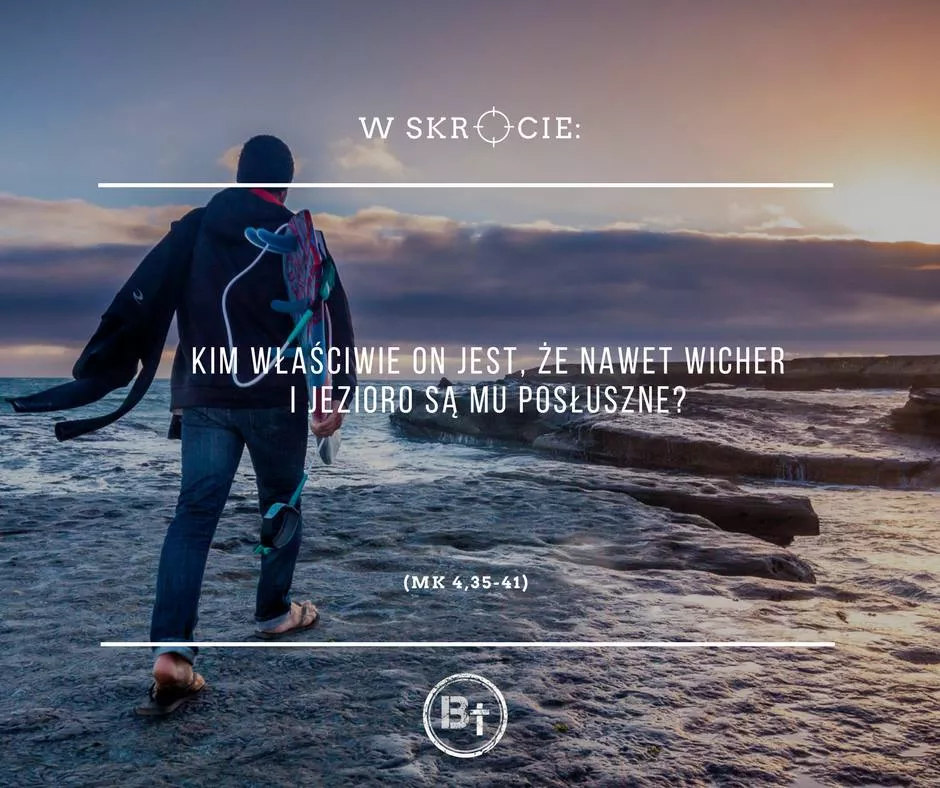 W SKRÓCIE:
KIM WŁAŚCIWIE ON JEST, ŻE NAWET WICHER
I JEZIORO SĄ MU POSŁUSZNE?
(MK 4,35-41)
Bt